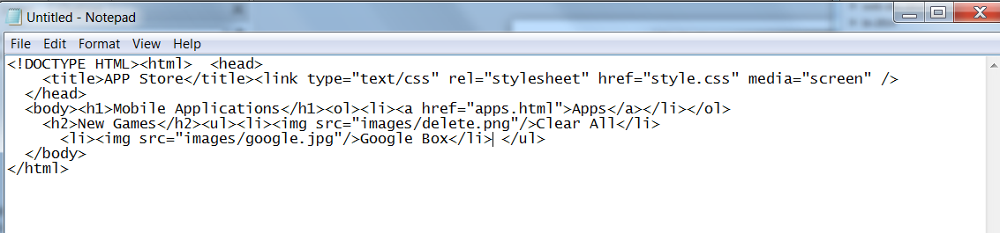 Untitled - Notepad
File Edit Format View Help
<!DOCTYPE HTML><html>  <head>
    <title>APP Store</title><link type="text/css" rel="stylesheet" href="style.css" media="screen" />
  </head>
  <body><h1>Mobile Applications</h1><ol><li><a href="apps.html">Apps</a></li></ol>
    <h2>New Games</h2><ul><li><img src="images/delete.png"/>Clear All</li>
      <li><img src="images/google.jpg"/>Google Box</li> </ul>
  </body>
</html>